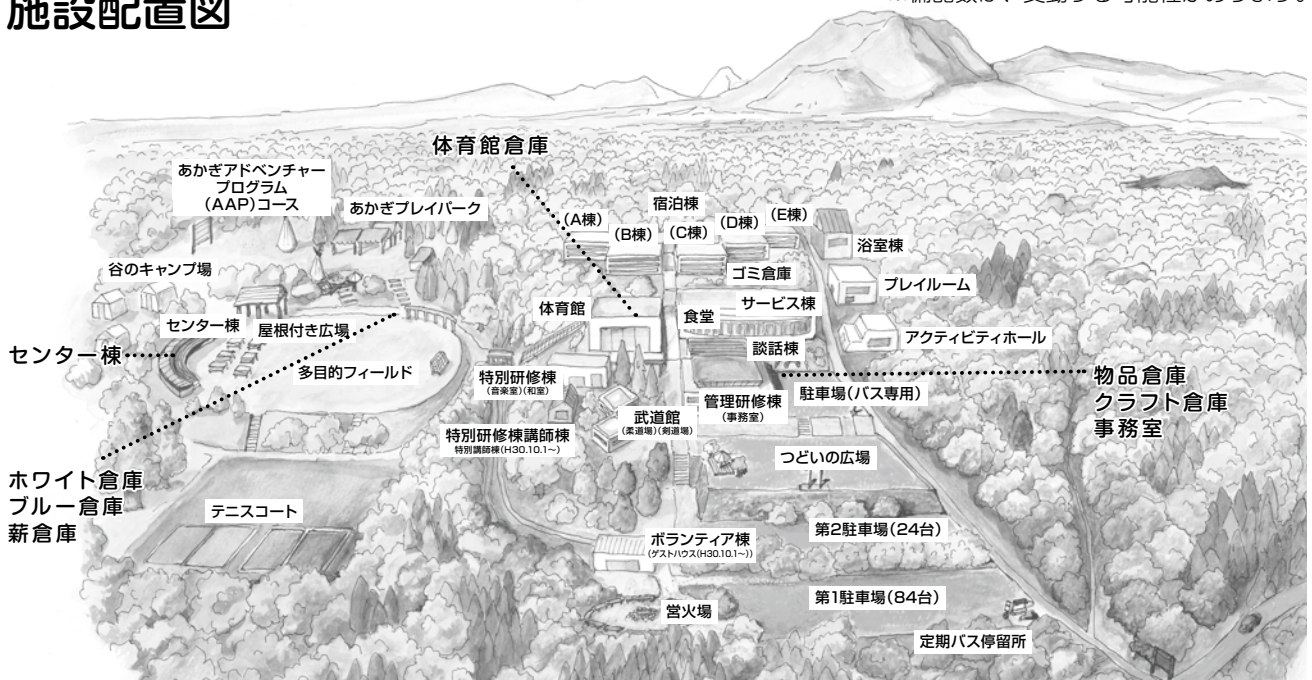 施設配置図
体育館倉庫
あかぎアドベンチャー
プログラム
(AAP)コース
あかぎプレイパーク
宿泊棟
(A棟)
(B棟)
(C棟)
(D棟)
(E棟)
浴室棟
谷のキャンプ場
ゴミ倉庫
プレイルーム
センター棟
屋根付き広場
体育館
食堂
サービス棟
アクティビティホール
センター棟
談話棟
多目的フィールド
特別研修棟
(音楽室)(和室)
管理研修棟
(事務室)
駐車場(バス専用)
物品倉庫
クラフト倉庫
事務室
武道館
(柔道場)(剣道場)
特別研修棟講師棟
特別講師棟(H30.10.1〜)
つどいの広場
ホワイト倉庫
ブルー倉庫
薪倉庫
テニスコート
第2駐車場(24台)
ボランティア棟
(ゲストハウス(H30.10.1〜))
第1駐車場(84台)
営火場
定期バス停留所